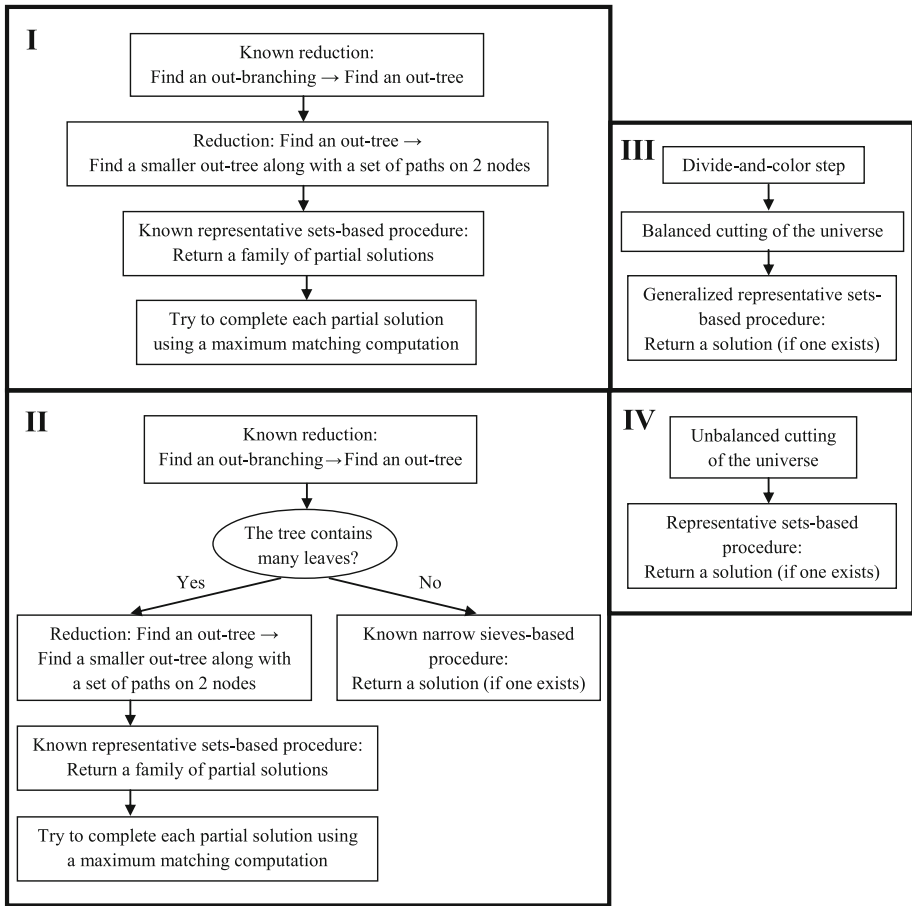 I
Known reduction:
Find an out-branching → Find an out-tree
Reduction: Find an out-tree →
Find a smaller out-tree along with a set of paths on 2 nodes
Known representative sets-based procedure:
Return a family of partial solutions
Try to complete each partial solution
using a maximum matching computation
II
Known reduction:
Find an out-branching → Find an out-tree
The tree contains
many leaves?
Yes
No
Reduction: Find an out-tree →
Find a smaller out-tree along with
a set of paths on 2 nodes
Known narrow sieves-based
procedure:
Return a solution (if one exists)
Known representative sets-based procedure:
Return a family of partial solutions
Try to complete each partial solution using
a maximum matching computation
III
Divide-and-color step
Balanced cutting of the universe
Generalized representative sets-
based procedure:
Return a solution (if one exists)
IV
Unbalanced cutting
of the universe
Representative sets-based
procedure:
Return a solution (if one exists)